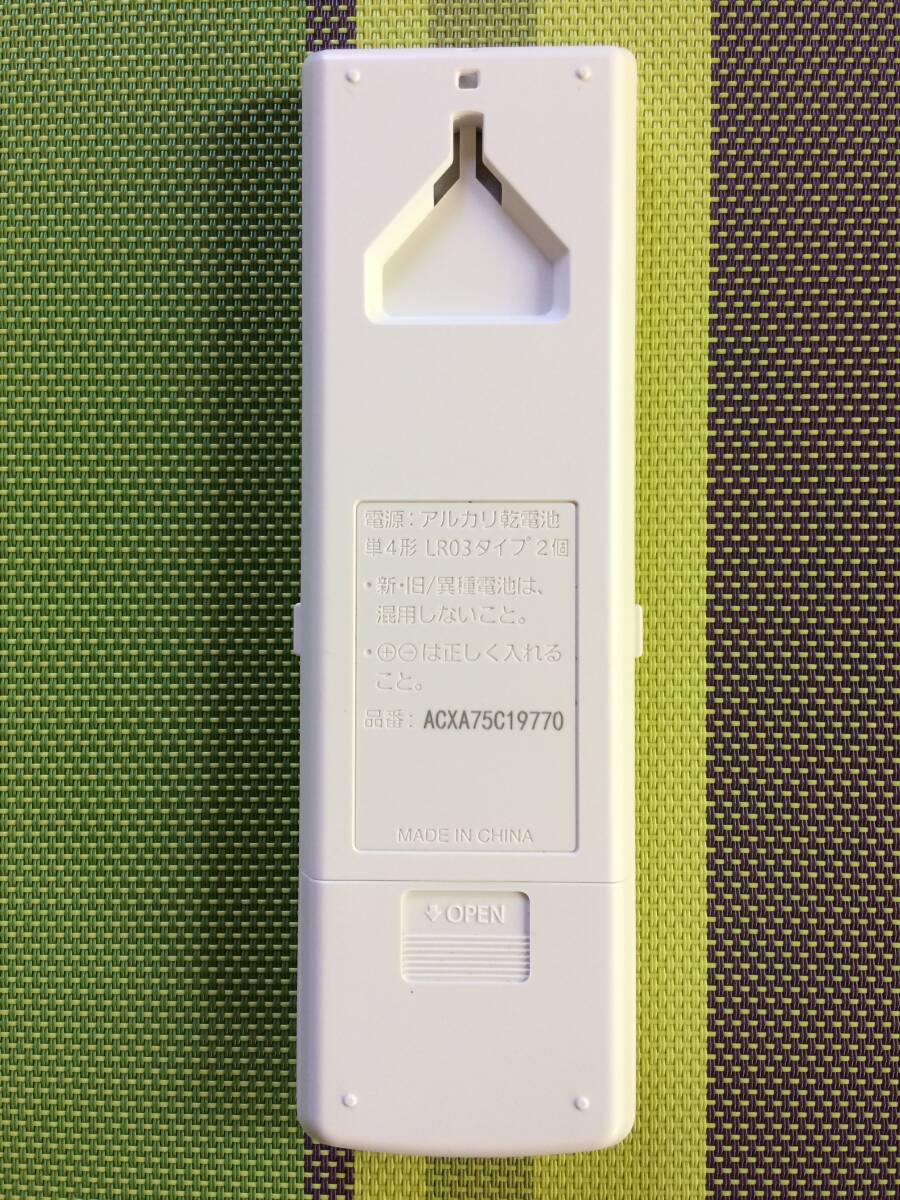 電源：アルカリ乾電池
単4形 LR03タイプ 2個
・新・旧/異種電池は、
混用しないこと。
・⊕⊖は正しく入れる
こと。
品番：ACXA75C19770
MADE IN CHINA
OPEN